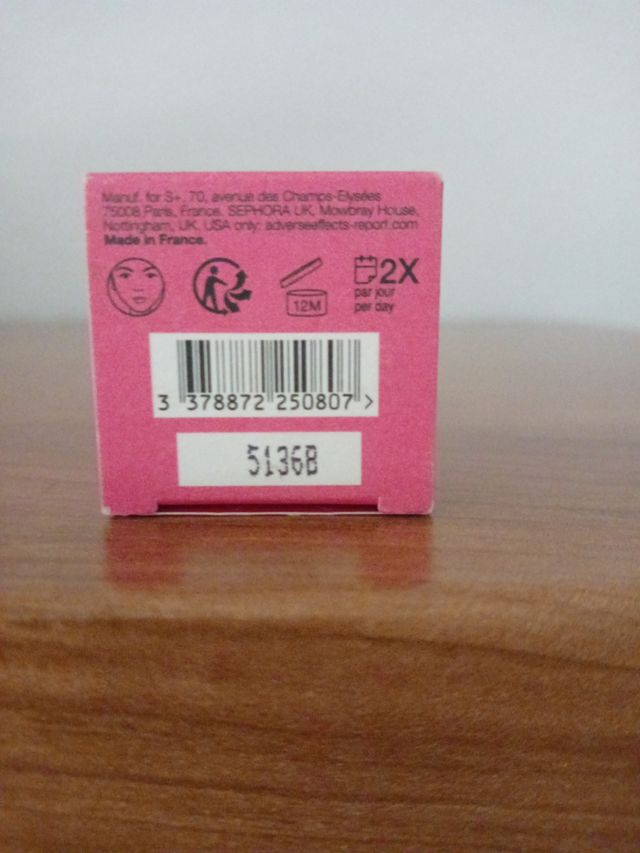 Manuf. for S+, 70, avenue des Champs-Elysées
75008 Paris, France. SEPHORA UK, Mowbray House,
Nottingham, UK. USA only: adverseeffects-report.com
Made in France.
12M
2X
par jour
per day
3 378872 250807 >
5136B